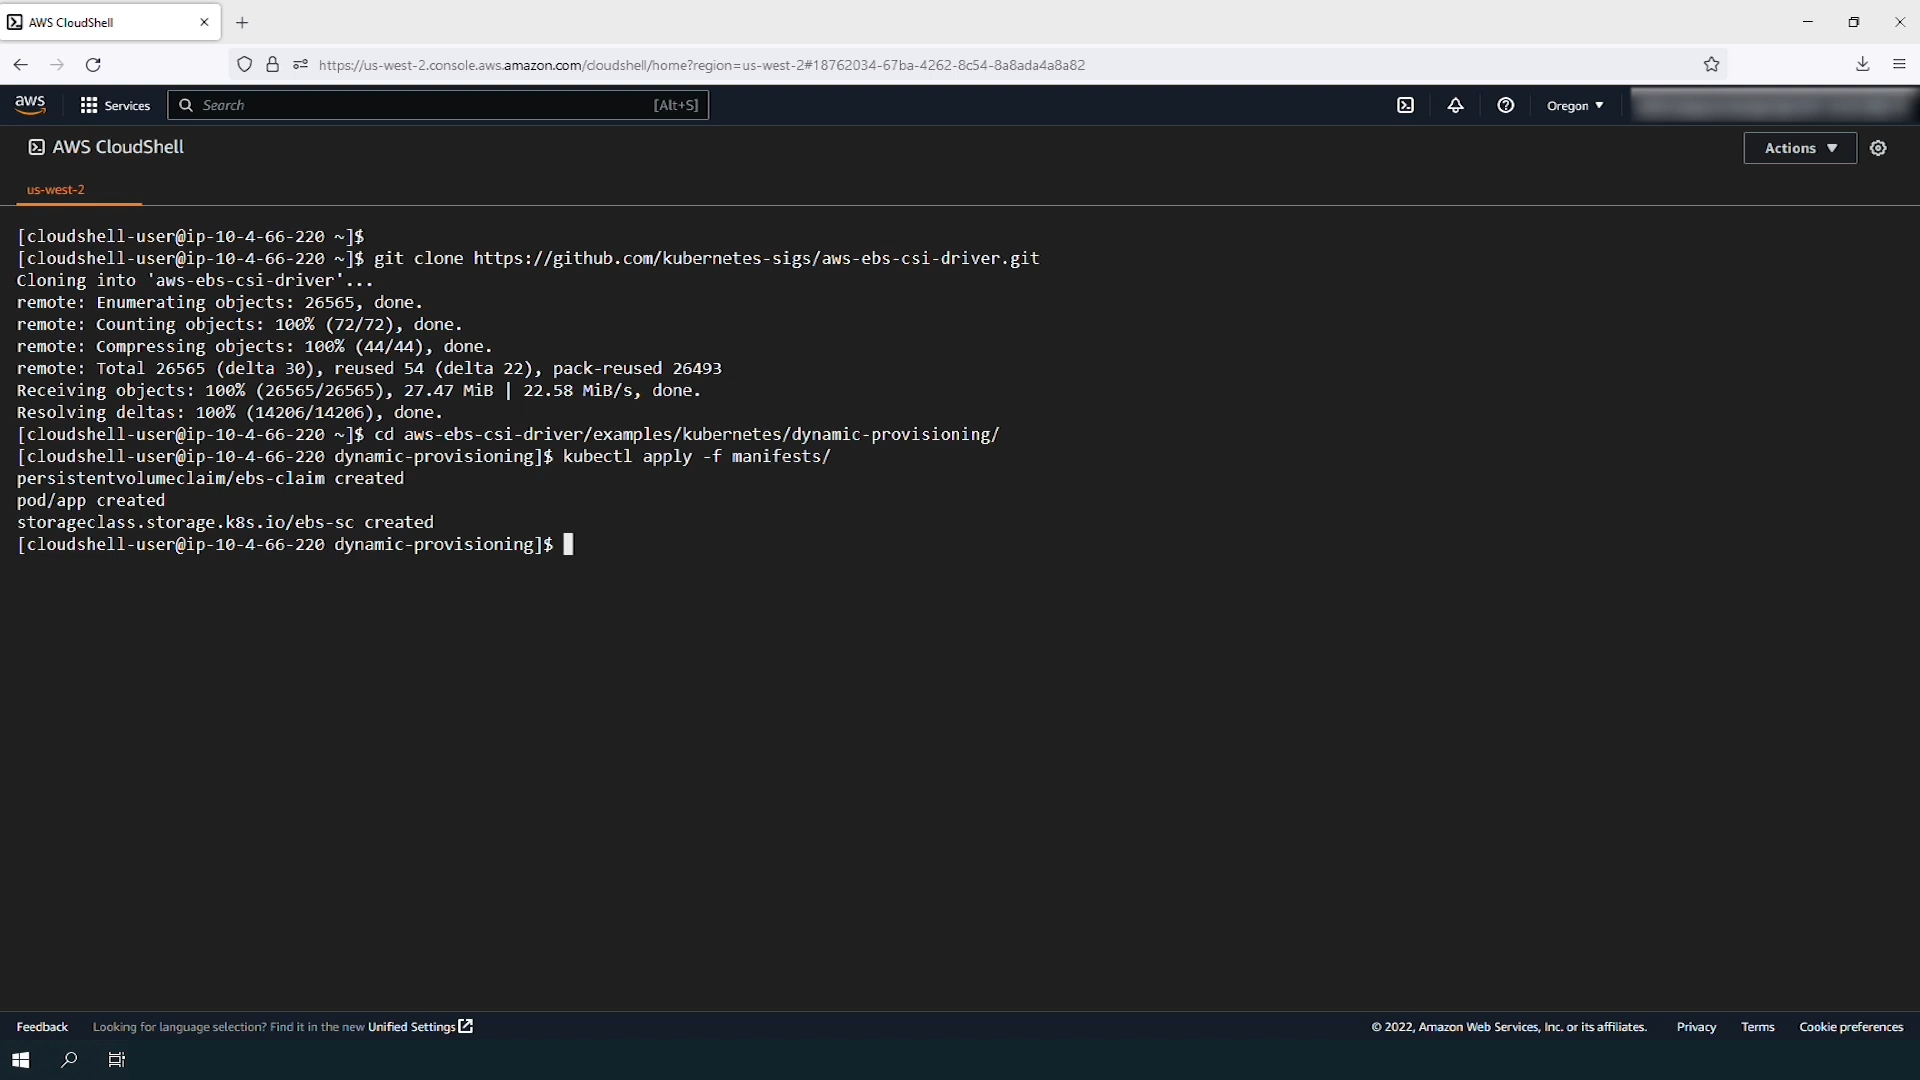 AWS CloudShell
https://us-west-2.console.aws.amazon.com/cloudshell/home?region=us-west-2#18762034-67ba-4262-8c54-8a8ada4a8a82
aws Services Search [Alt+S] Oregon
AWS CloudShell Actions
us-west-2
[cloudshell-user@ip-10-4-66-220 ~]$
[cloudshell-user@ip-10-4-66-220 ~]$ git clone https://github.com/kubernetes-sigs/aws-ebs-csi-driver.git
Cloning into 'aws-ebs-csi-driver'...
remote: Enumerating objects: 26565, done.
remote: Counting objects: 100% (72/72), done.
remote: Compressing objects: 100% (44/44), done.
remote: Total 26565 (delta 30), reused 54 (delta 22), pack-reused 26493
Receiving objects: 100% (26565/26565), 27.47 MiB | 22.58 MiB/s, done.
Resolving deltas: 100% (14206/14206), done.
[cloudshell-user@ip-10-4-66-220 ~]$ cd aws-ebs-csi-driver/examples/kubernetes/dynamic-provisioning/
[cloudshell-user@ip-10-4-66-220 dynamic-provisioning]$ kubectl apply -f manifests/
persistentvolumeclaim/ebs-claim created
pod/app created
storageclass.storage.k8s.io/ebs-sc created
[cloudshell-user@ip-10-4-66-220 dynamic-provisioning]$
Feedback Looking for language selection? Find it in the new Unified Settings © 2022, Amazon Web Services, Inc. or its affiliates. Privacy Terms Cookie preferences